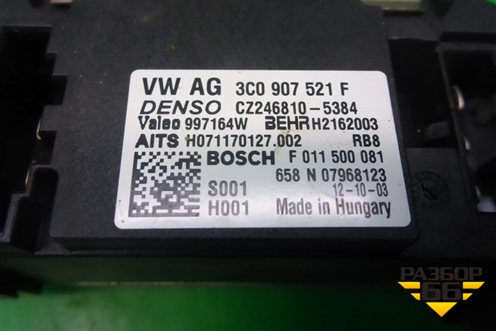 VW AG 3C0 907 521 F
DENSO CZ246810-5384
Valeo 997164W BEHR H2162003
AITS H071170127.002 RB8
BOSCH F 011 500 081
658 N 07968123
S001 12-10-03
H001 Made in Hungary
РАЗБОР
66